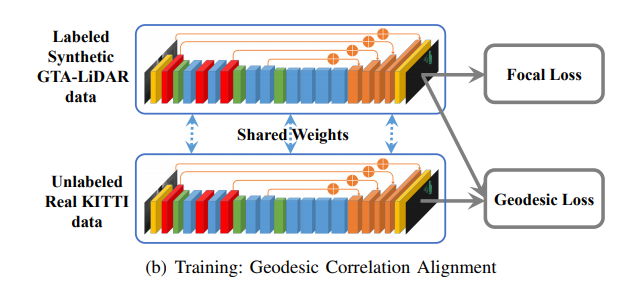 Labeled
Synthetic
GTA-LiDAR
data
Focal Loss
Shared Weights
Unlabeled
Real KITTI
data
Geodesic Loss
(b) Training: Geodesic Correlation Alignment